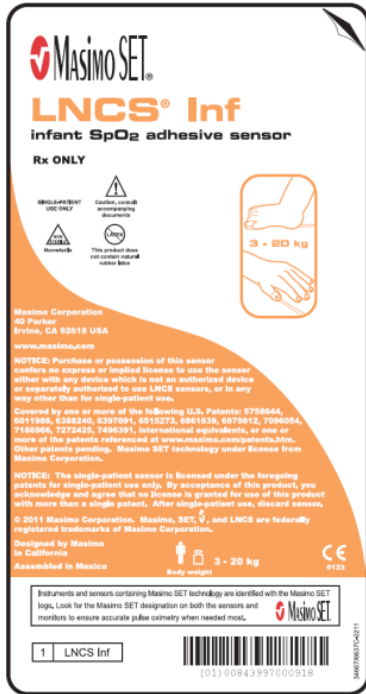 Masimo SET®
LNCS® Inf
infant SpO2 adhesive sensor
Rx ONLY
SINGLE-PATIENT
USE ONLY
Caution, consult
accompanying
documents
NON
STERILE
Nonsterile
LATEX
This product does
not contain natural
rubber latex
3 - 20 kg
Masimo Corporation
40 Parker
Irvine, CA 92618 USA
www.masimo.com
NOTICE: Purchase or possession of this sensor
confers no express or implied license to use the sensor
either with any device which is not an authorized device
or separately authorized to use LNCS sensors, or in any
way other than for single-patient use.
Covered by one or more of the following U.S. Patents: 5758644,
6011986, 6388240, 6397091, 6515273, 6861639, 6979812, 7096054,
7186966, 7272425, 7495391, international equivalents, or one or
more of the patents referenced at www.masimo.com/patents.htm.
Other patents pending. Masimo SET technology under license from
Masimo Corporation.
NOTICE: The single-patient sensor is licensed under the foregoing
patents for single-patient use only. By acceptance of this product, you
acknowledge and agree that no license is granted for use of this product
with more than a single patent. After single-patient use, discard sensor.
© 2011 Masimo Corporation. Masimo, SET, , and LNCS are federally
registered trademarks of Masimo Corporation.
Designed by Masimo
in California
Assembled in Mexico
3 - 20 kg
Body weight
CE
0123
Instruments and sensors containing Masimo SET technology are identified with the Masimo SET
logo. Look for the Masimo SET designation on both the sensors and
monitors to ensure accurate pulse oximetry when needed most.
Masimo SET®
1 LNCS Inf
(01)00843997000918